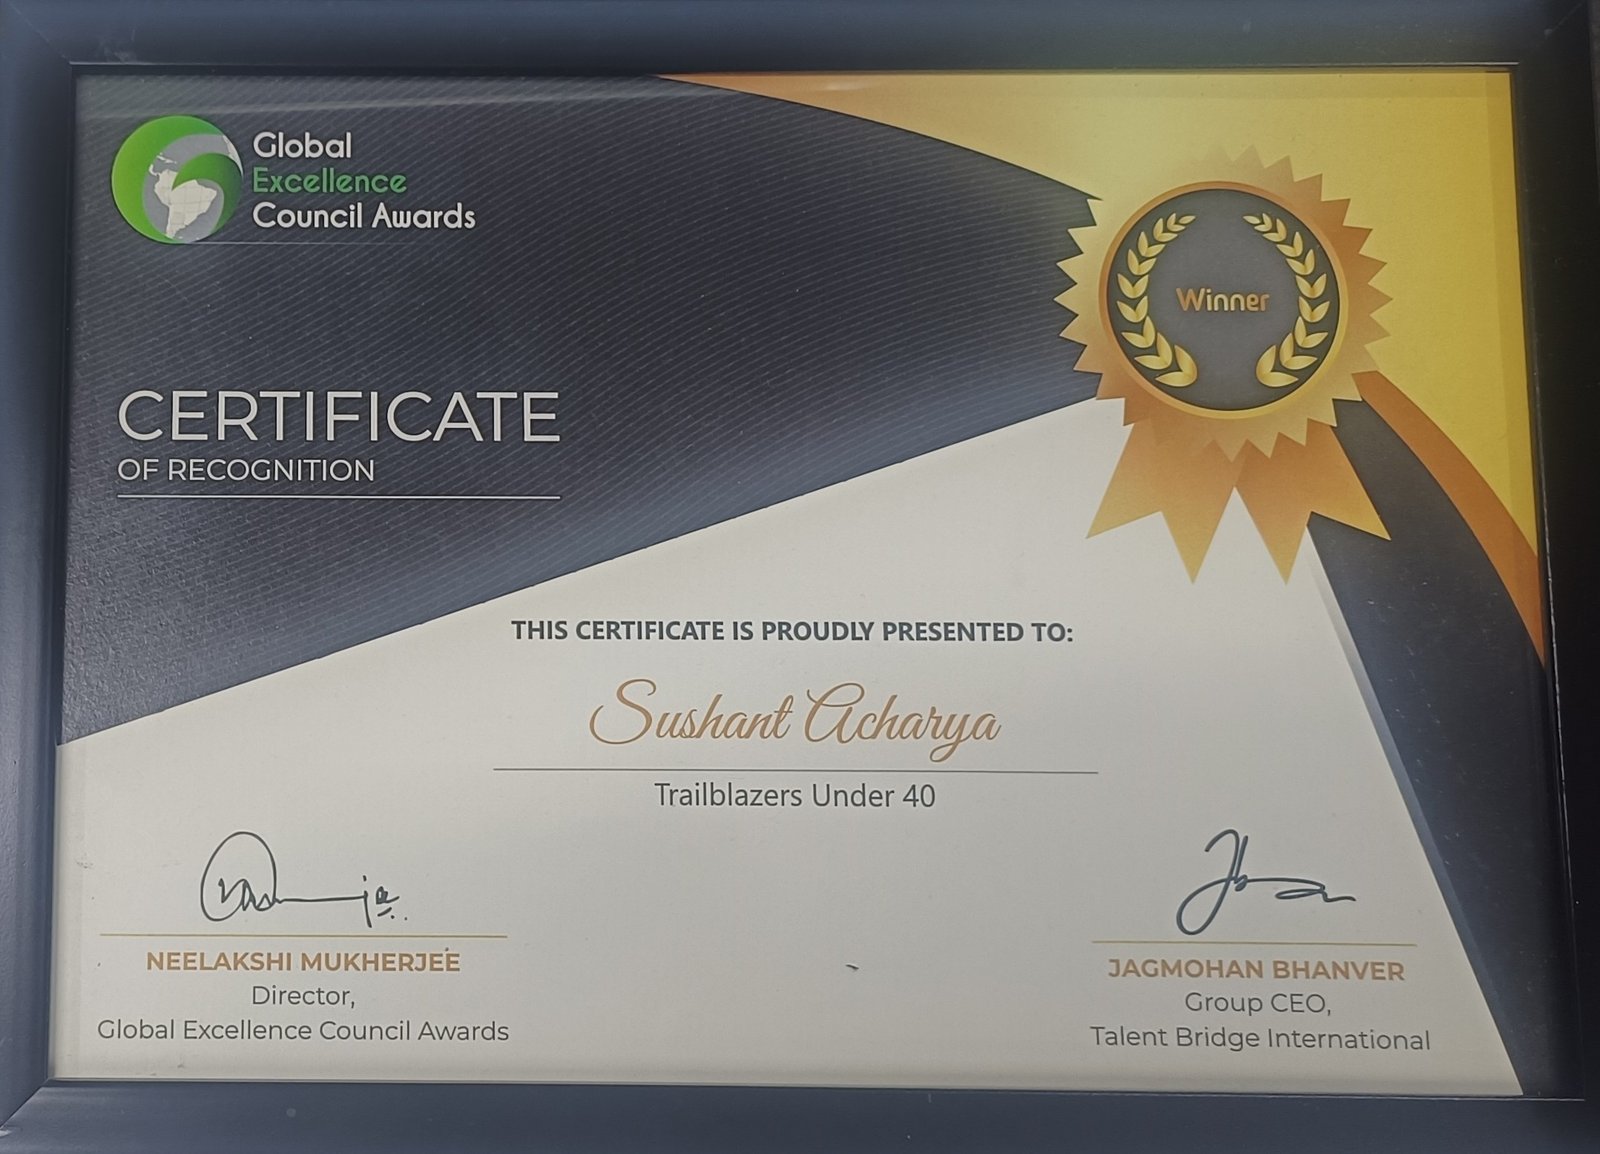 Global
Excellence
Council Awards
Winner
CERTIFICATE
OF RECOGNITION
THIS CERTIFICATE IS PROUDLY PRESENTED TO:
Sushant Acharya
Trailblazers Under 40
NEELAKSHI MUKHERJEE
Director,
Global Excellence Council Awards
JAGMOHAN BHANVER
Group CEO,
Talent Bridge International